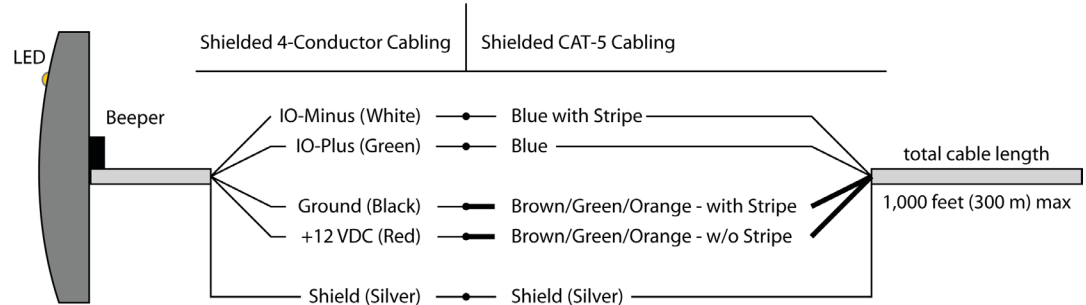 Shielded 4-Conductor Cabling
Shielded CAT-5 Cabling
LED
Beeper
IO-Minus (White)
Blue with Stripe
IO-Plus (Green)
Blue
total cable length
Ground (Black)
Brown/Green/Orange - with Stripe
1,000 feet (300 m) max
+12 VDC (Red)
Brown/Green/Orange - w/o Stripe
Shield (Silver)
Shield (Silver)